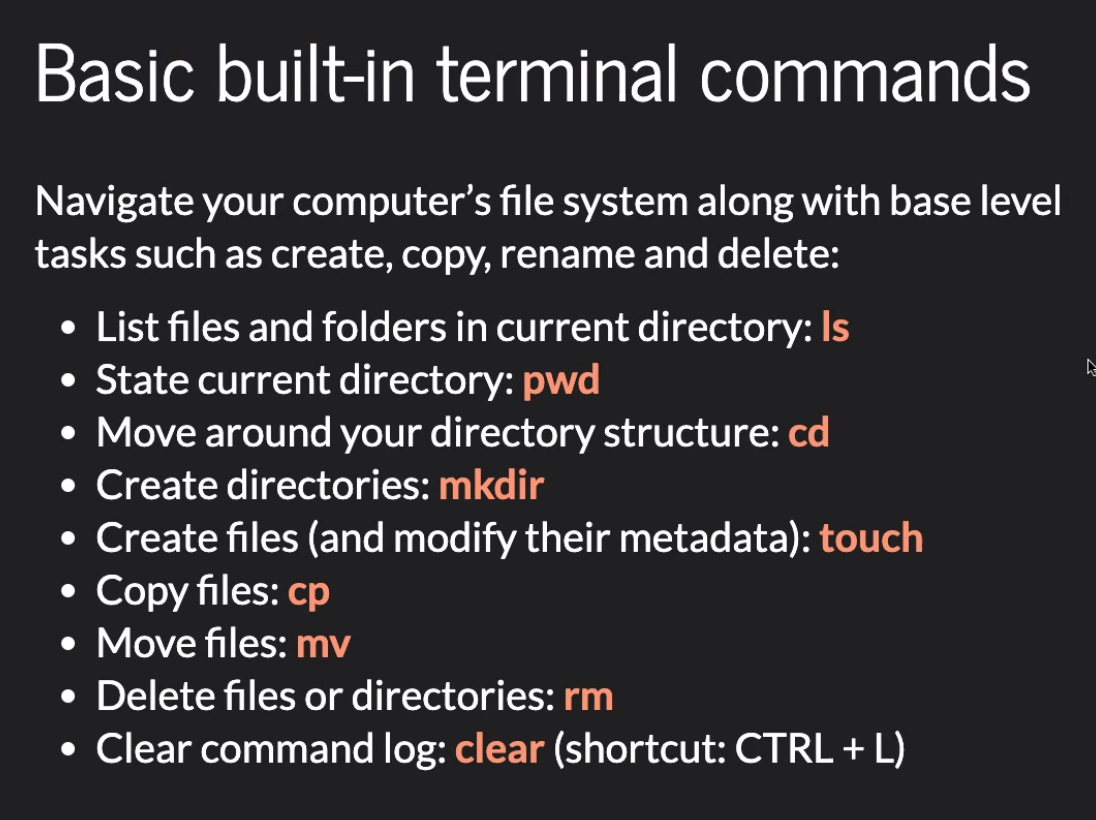 Basic built-in terminal commands
Navigate your computer’s file system along with base level
tasks such as create, copy, rename and delete:
• List files and folders in current directory: ls
• State current directory: pwd
• Move around your directory structure: cd
• Create directories: mkdir
• Create files (and modify their metadata): touch
• Copy files: cp
• Move files: mv
• Delete files or directories: rm
• Clear command log: clear (shortcut: CTRL + L)